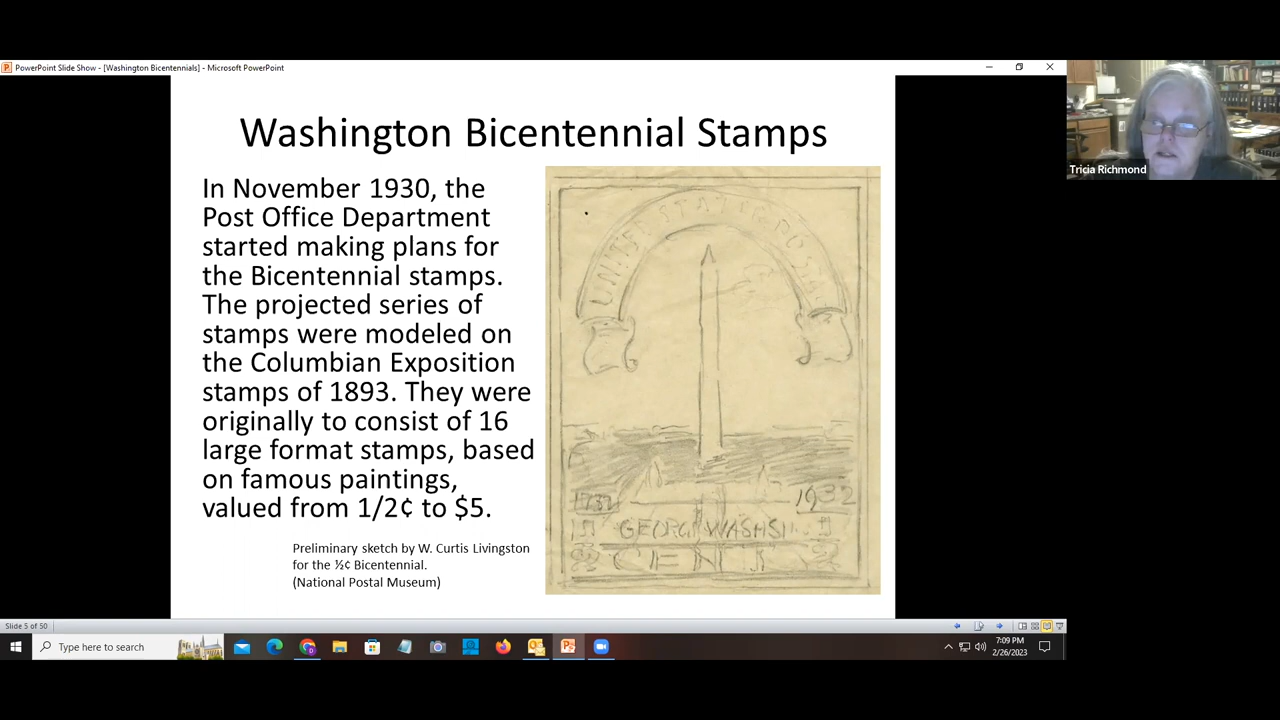 PowerPoint Slide Show - [Washington Bicentennials] - Microsoft PowerPoint
Washington Bicentennial Stamps
In November 1930, the
Post Office Department
started making plans for
the Bicentennial stamps.
The projected series of
stamps were modeled on
the Columbian Exposition
stamps of 1893. They were
originally to consist of 16
large format stamps, based
on famous paintings,
valued from 1/2¢ to $5.
Preliminary sketch by W. Curtis Livingston
for the ½¢ Bicentennial.
(National Postal Museum)
1732 1932
CENT
Tricia Richmond
Slide 5 of 50
Type here to search
7:09 PM
2/26/2023